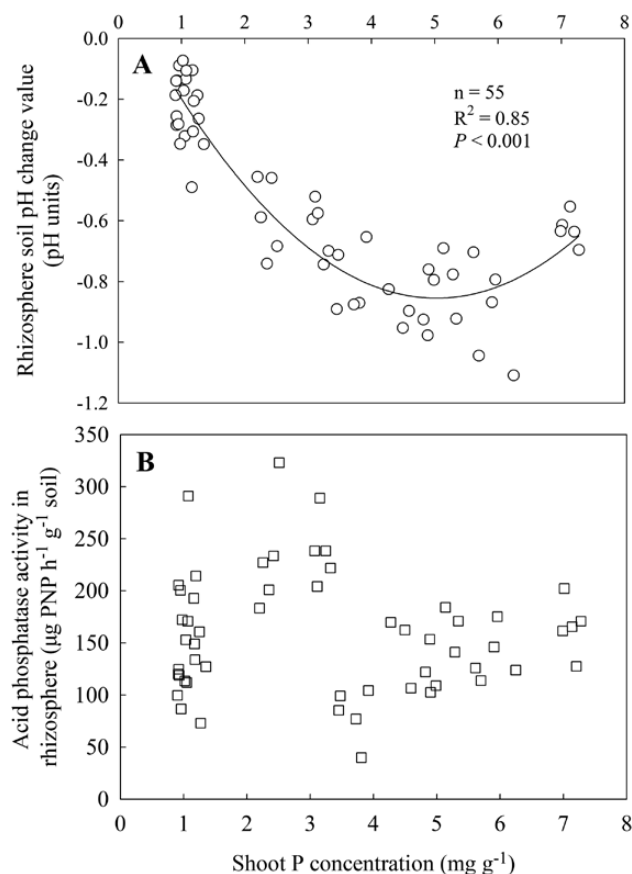 0 1 2 3 4 5 6 7 8
A
n = 55
R² = 0.85
P < 0.001
0.0
-0.2
-0.4
-0.6
-0.8
-1.0
-1.2
Rhizosphere soil pH change value
(pH units)
B
350
300
250
200
150
100
50
0
Acid phosphatase activity in
rhizosphere (µg PNP h⁻¹ g⁻¹ soil)
0 1 2 3 4 5 6 7 8
Shoot P concentration (mg g⁻¹)